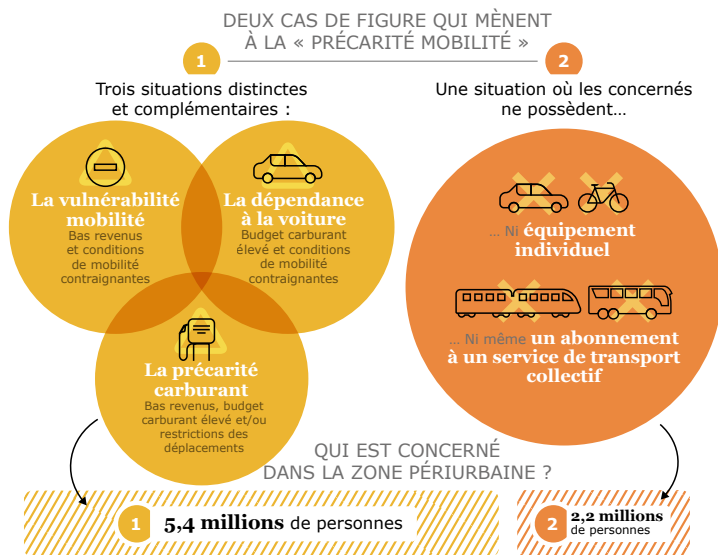 DEUX CAS DE FIGURE QUI MÈNENT
À LA « PRÉCARITÉ MOBILITÉ »
1
Trois situations distinctes
et complémentaires :
La vulnérabilité
mobilité
Bas revenus
et conditions
de mobilité
contraignantes
La dépendance
à la voiture
Budget carburant
élevé et conditions
de mobilité
contraignantes
La précarité
carburant
Bas revenus, budget
carburant élevé et/ou
restrictions des
déplacements
2
Une situation où les concernés
ne possèdent…
... Ni équipement
individuel
... Ni même un abonnement
à un service de transport
collectif
QUI EST CONCERNÉ
DANS LA ZONE PÉRIURBAINE ?
1 5,4 millions de personnes
2 2,2 millions
de personnes